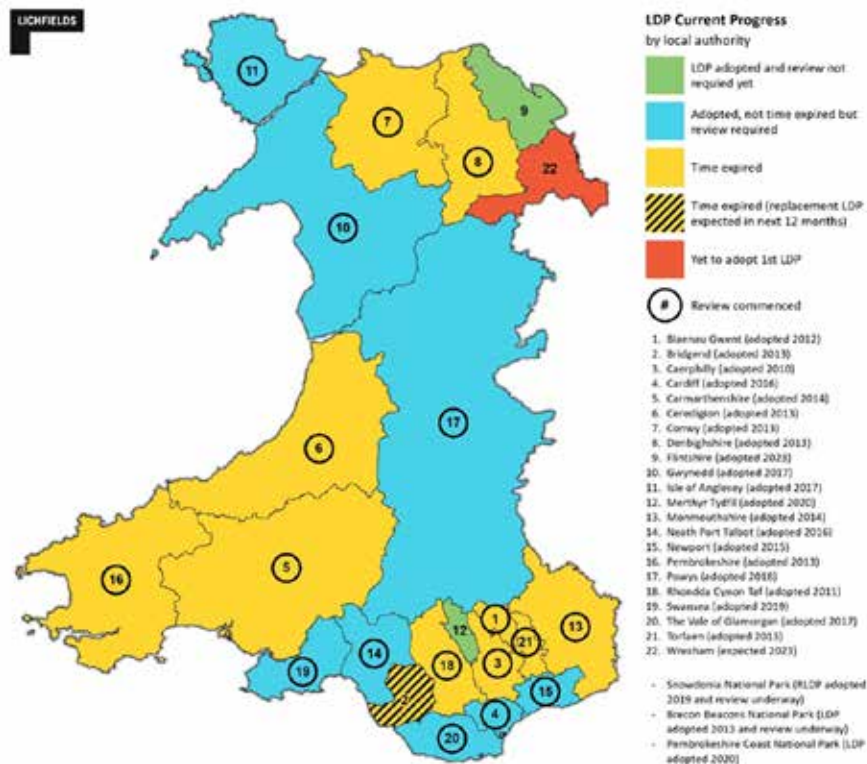 LICHFIELDS
11
7
9
8
22
10
17
6
5
16
1
13
12
21
14
3
18
19
15
2
4
20
LDP Current Progress
by local authority
LDP adopted and review not
requied yet
Adopted, not time expired but
review required
Time expired
Time expired (replacement LDP
expected in next 12 months)
Yet to adopt 1st LDP
# Review commenced
1. Blaenau Gwent (adopted 2012)
2. Bridgend (adopted 2013)
3. Caerphilly (adopted 2010)
4. Cardiff (adopted 2016)
5. Carmarthenshire (adopted 2014)
6. Ceredigion (adopted 2013)
7. Conwy (adopted 2013)
8. Denbighshire (adopted 2013)
9. Flintshire (adopted 2023)
10. Gwynedd (adopted 2017)
11. Isle of Anglesey (adopted 2017)
12. Merthyr Tydfil (adopted 2020)
13. Monmouthshire (adopted 2014)
14. Neath Port Talbot (adopted 2016)
15. Newport (adopted 2015)
16. Pembrokeshire (adopted 2013)
17. Powys (adopted 2018)
18. Rhondda Cynon Taf (adopted 2011)
19. Swansea (adopted 2019)
20. The Vale of Glamorgan (adopted 2017)
21. Torfaen (adopted 2013)
22. Wrexham (expected 2023)
- Snowdonia National Park (RLDP adopted
2019 and review underway)
- Brecon Beacons National Park (LDP
adopted 2013 and review underway)
- Pembrokeshire Coast National Park (LDP
adopted 2020)